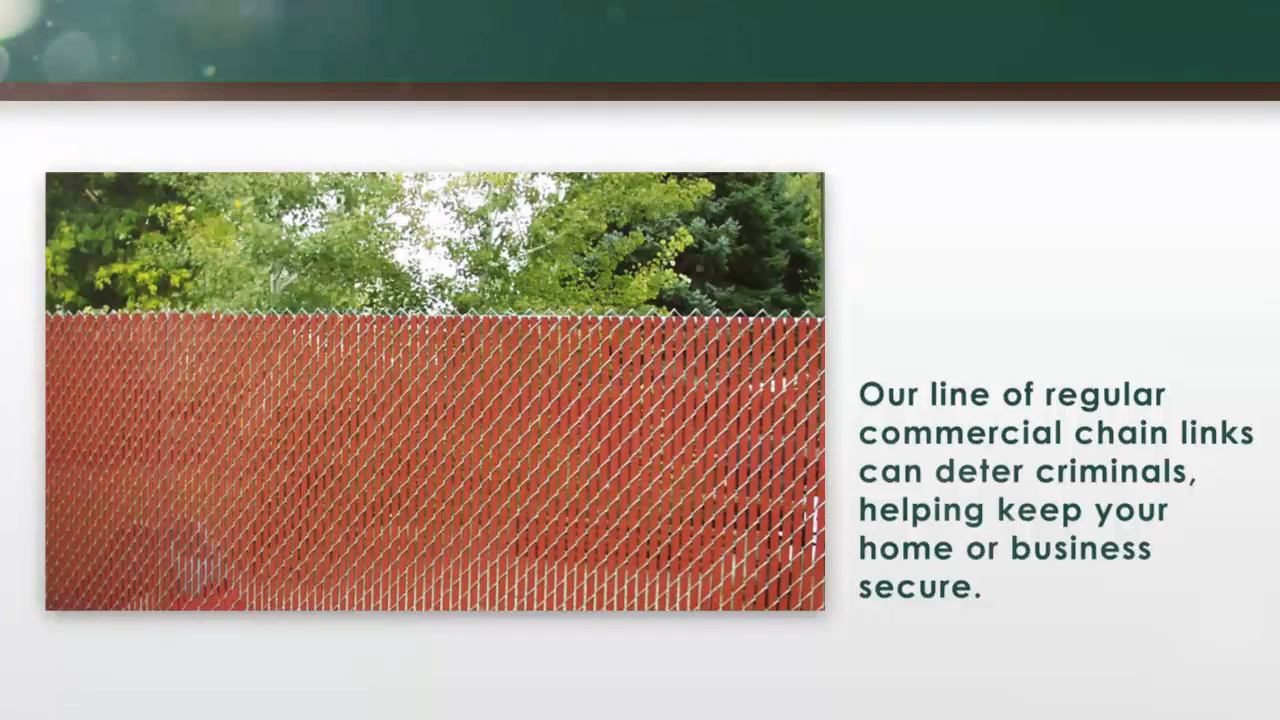 Our line of regular
commercial chain links
can deter criminals,
helping keep your
home or business
secure.